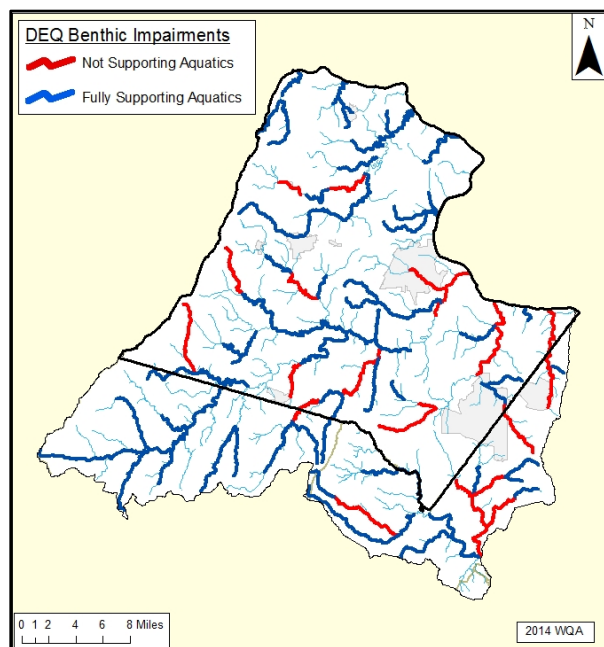 DEQ Benthic Impairments
Not Supporting Aquatics
Fully Supporting Aquatics
N
0 1 2 4 6 8 Miles
2014 WQA